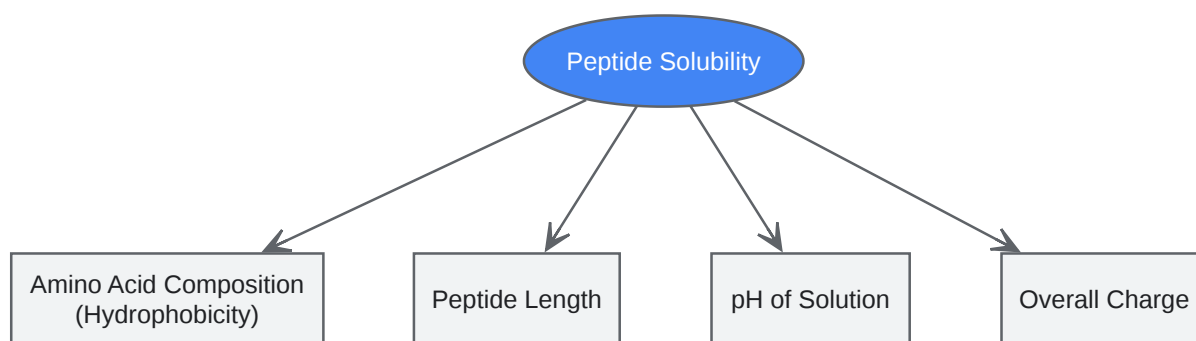 Peptide Solubility
Amino Acid Composition
(Hydrophobicity)
Peptide Length
pH of Solution
Overall Charge